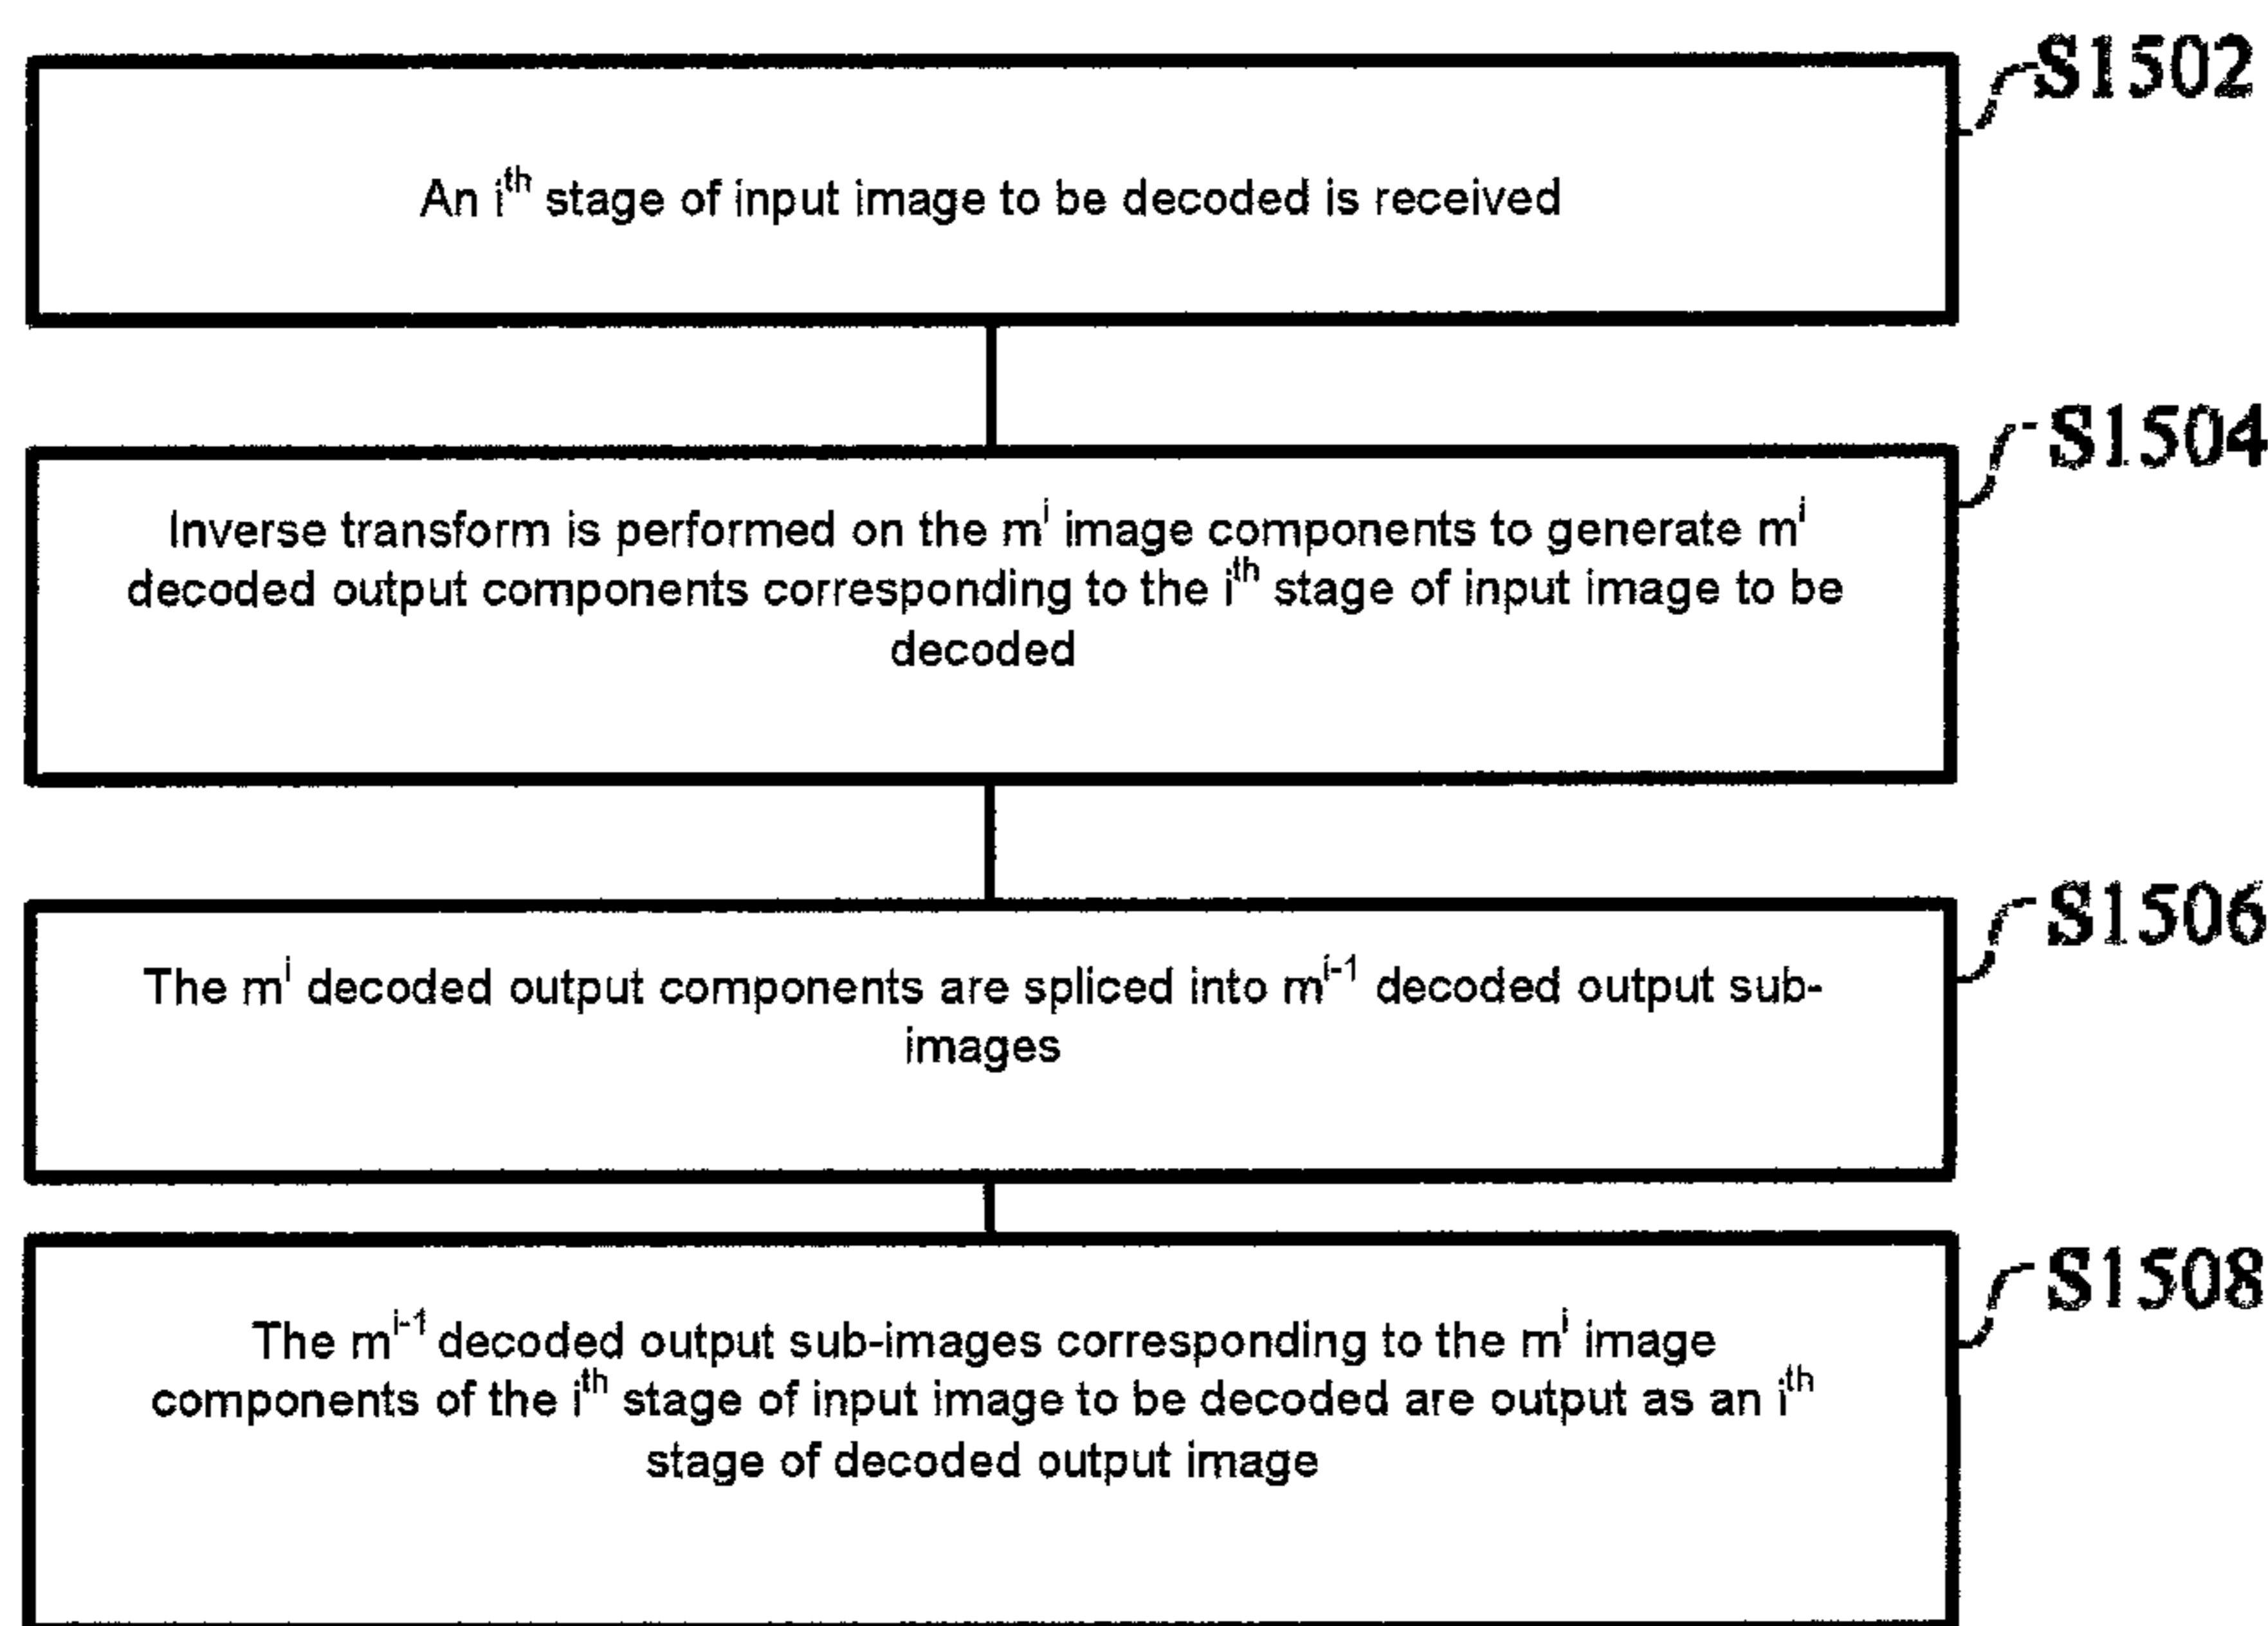 S1502
An i^th stage of input image to be decoded is received
S1504
Inverse transform is performed on the m^i image components to generate m^i
decoded output components corresponding to the i^th stage of input image to be
decoded
S1506
The m^i decoded output components are spliced into m^i-1 decoded output sub-
images
S1508
The m^i-1 decoded output sub-images corresponding to the m^i image
components of the i^th stage of input image to be decoded are output as an i^th
stage of decoded output image